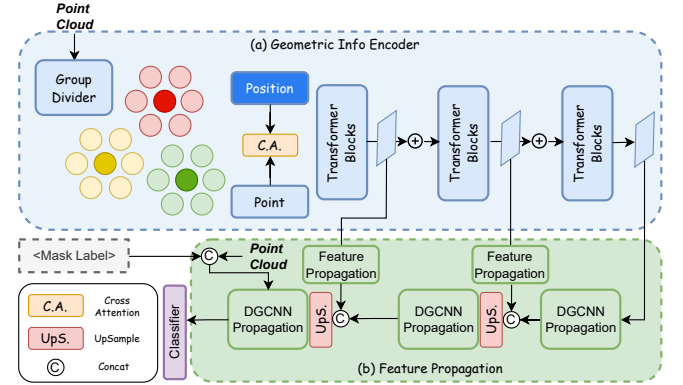 Point
Cloud
(a) Geometric Info Encoder
Group
Divider
Position
C.A.
Point
Transformer
Blocks
Transformer
Blocks
Transformer
Blocks
<Mask Label>
C
Point
Cloud
Feature
Propagation
Feature
Propagation
DGCNN
Propagation
UpS.
C
DGCNN
Propagation
UpS.
C
DGCNN
Propagation
Classifier
(b) Feature Propagation
C.A.
Cross
Attention
UpS.
UpSample
C
Concat